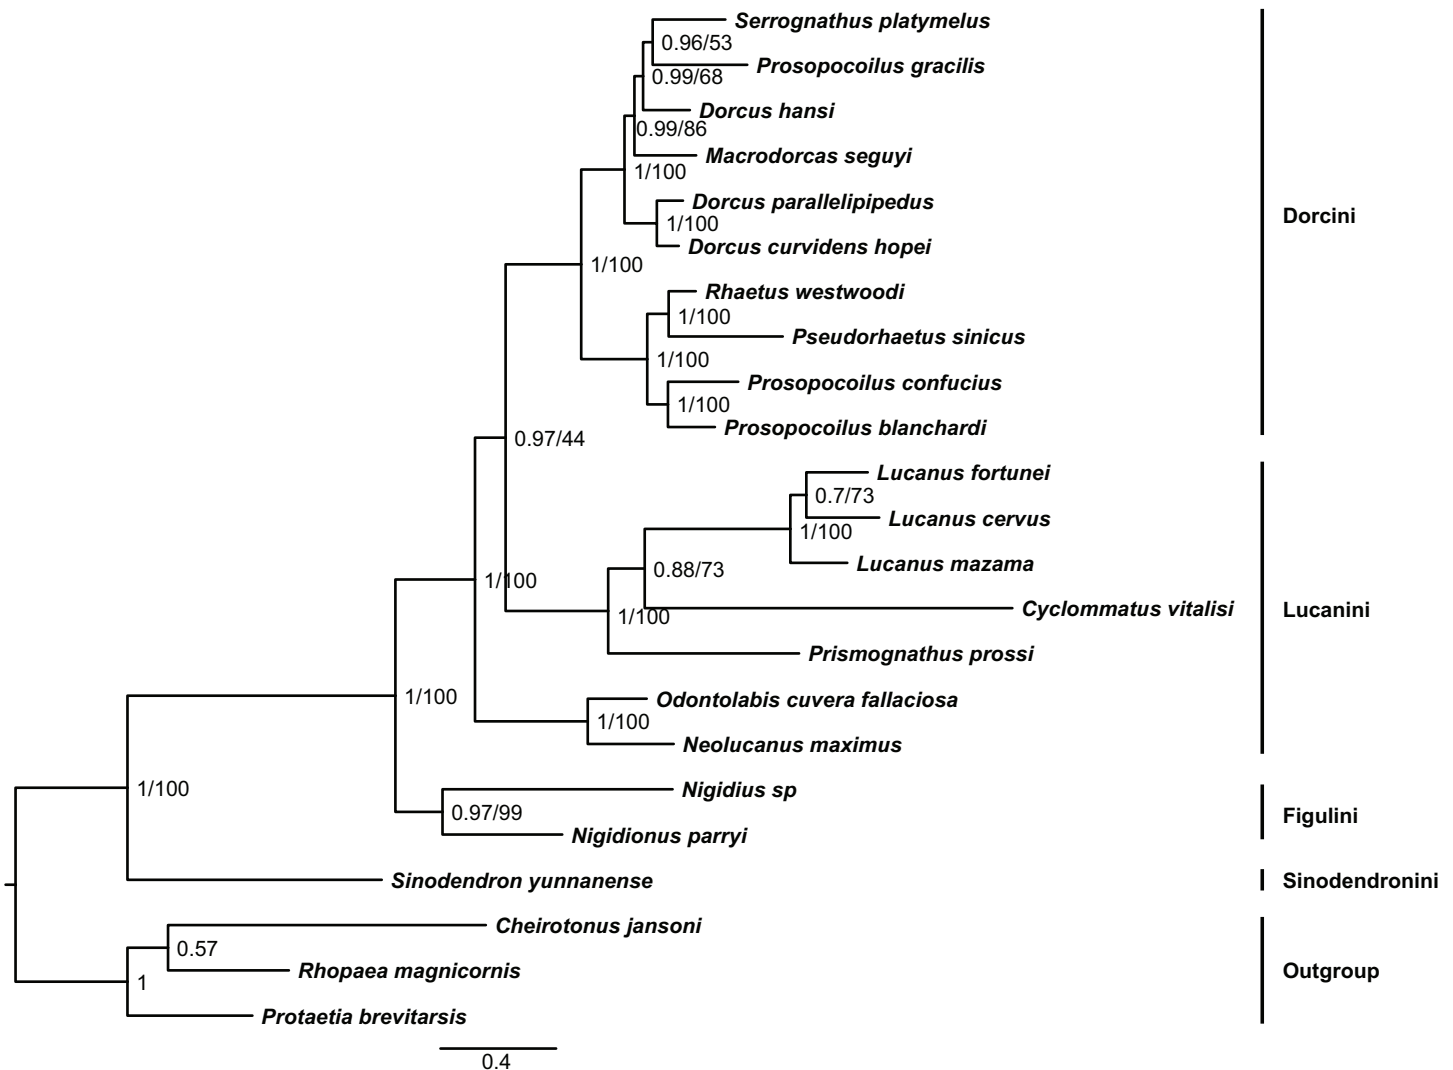 Serrognathus platymelus
0.96/53
Prosopocoilus gracilis
0.99/68
Dorcus hansi
0.99/86
Macrodorcas seguyi
1/100
Dorcus parallelipipedus
Dorcini
1/100
Dorcus curvidens hopei
1/100
Rhaetus westwoodi
1/100
Pseudorhaetus sinicus
1/100
Prosopocoilus confucius
1/100
Prosopocoilus blanchardi
0.97/44
Lucanus fortunei
0.7/73
Lucanus cervus
1/100
Lucanus mazama
0.88/73
1/100
Cyclommatus vitalisi
Lucanini
1/100
Prismognathus prossi
1/100
Odontolabis cuvera fallaciosa
1/100
Neolucanus maximus
1/100
Nigidius sp
0.97/99
Figulini
Nigidionus parryi
Sinodendron yunnanense
Sinodendronini
Cheirotonus jansoni
0.57
Rhopaea magnicornis
Outgroup
1
Protaetia brevitarsis
0.4